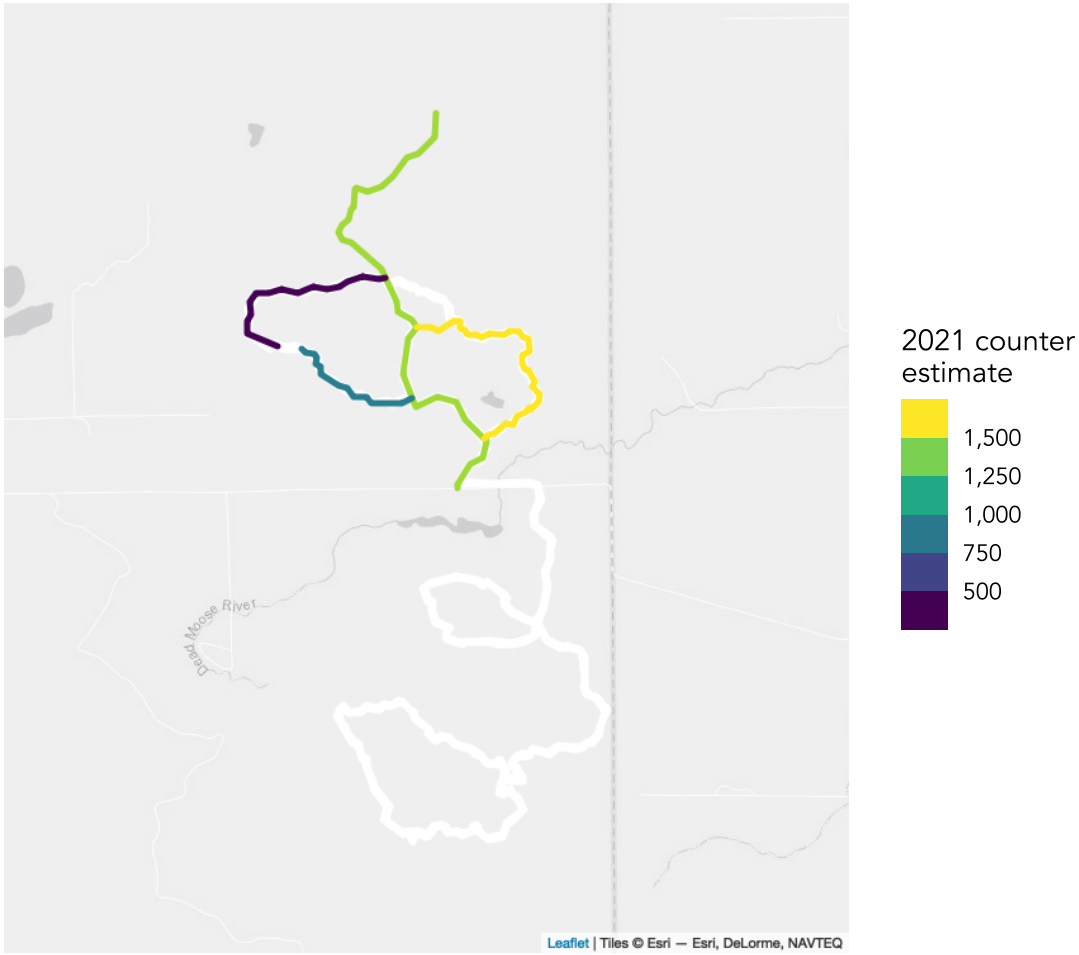 2021 counter
estimate
1,500
1,250
1,000
750
500
Dead Moose River
Leaflet | Tiles © Esri — Esri, DeLorme, NAVTEQ